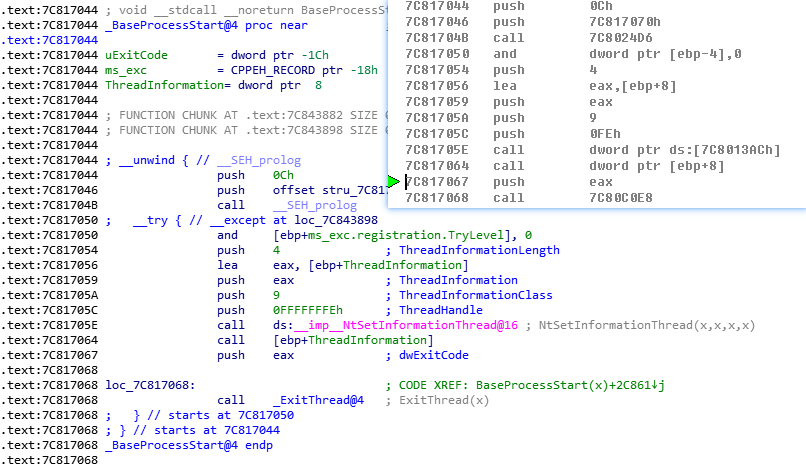 .text:7C817044 ; void __stdcall __noreturn BaseProcessSt
.text:7C817044 _BaseProcessStart@4 proc near
.text:7C817044
.text:7C817044 uExitCode = dword ptr -1Ch
.text:7C817044 ms_exc = CPPEH_RECORD ptr -18h
.text:7C817044 ThreadInformation= dword ptr 8
.text:7C817044
.text:7C817044 ; FUNCTION CHUNK AT .text:7C843882 SIZE
.text:7C817044 ; FUNCTION CHUNK AT .text:7C843898 SIZE
.text:7C817044
.text:7C817044 ; __unwind { // __SEH_prolog
.text:7C817044 push 0Ch
.text:7C817046 push offset stru_7C81
.text:7C81704B call __SEH_prolog
.text:7C817050 ; __try { // __except at loc_7C843898
.text:7C817050 and [ebp+ms_exc.registration.TryLevel], 0
.text:7C817054 push 4 ; ThreadInformationLength
.text:7C817056 lea eax, [ebp+ThreadInformation]
.text:7C817059 push eax ; ThreadInformation
.text:7C81705A push 9 ; ThreadInformationClass
.text:7C81705C push 0FFFFFFFEh ; ThreadHandle
.text:7C81705E call ds:__imp__NtSetInformationThread@16 ; NtSetInformationThread(x,x,x,x)
.text:7C817064 call [ebp+ThreadInformation]
.text:7C817067 push eax ; dwExitCode
.text:7C817068
.text:7C817068 loc_7C817068: ; CODE XREF: BaseProcessStart(x)+2C861↓j
.text:7C817068 call _ExitThread@4 ; ExitThread(x)
.text:7C817068 ; } // starts at 7C817050
.text:7C817068 ; } // starts at 7C817044
.text:7C817068 _BaseProcessStart@4 endp
.text:7C817068
7C817044 push 0Ch
7C817046 push 7C817070h
7C81704B call 7C8024D6
7C817050 and dword ptr [ebp-4],0
7C817054 push 4
7C817056 lea eax,[ebp+8]
7C817059 push eax
7C81705A push 9
7C81705C push 0FEh
7C81705E call dword ptr ds:[7C8013ACh]
7C817064 call dword ptr [ebp+8]
7C817067 push eax
7C817068 call 7C80C0E8